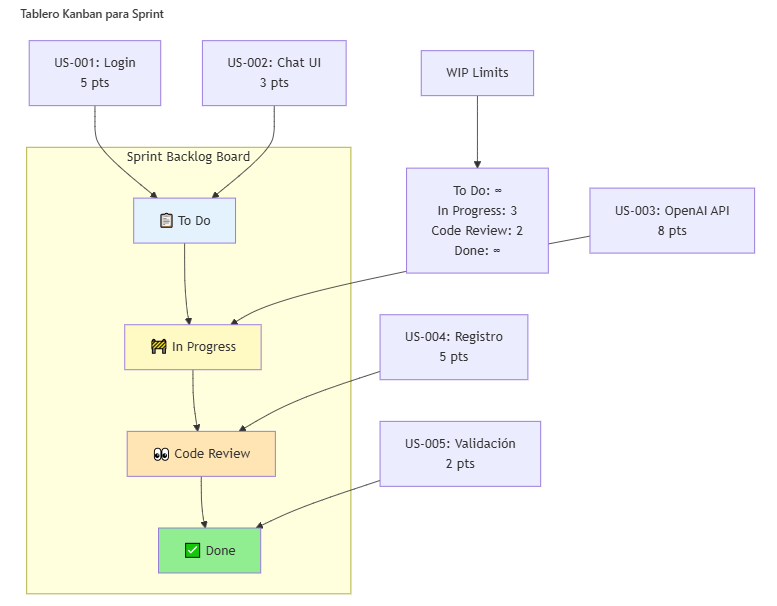 Tablero Kanban para Sprint
US-001: Login
5 pts
US-002: Chat UI
3 pts
WIP Limits
Sprint Backlog Board
To Do: ∞
In Progress: 3
Code Review: 2
Done: ∞
US-003: OpenAI API
8 pts
📋 To Do
🚧 In Progress
US-004: Registro
5 pts
👀 Code Review
US-005: Validación
2 pts
✅ Done